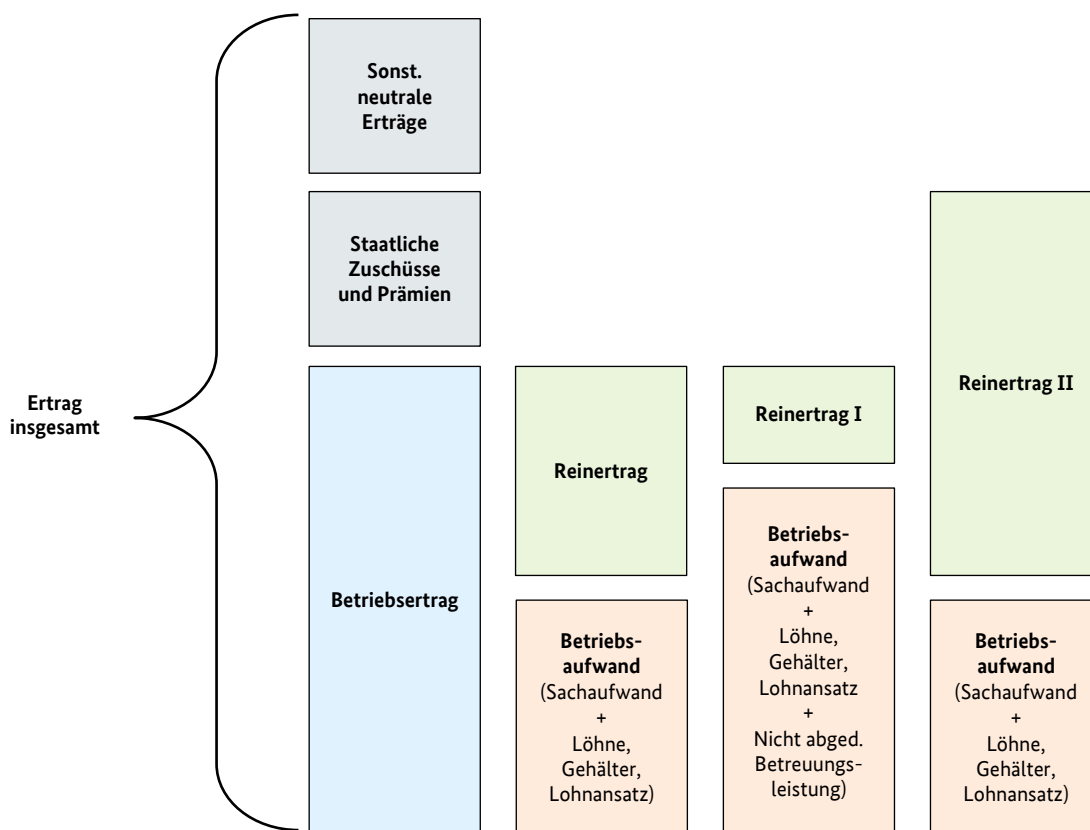 Sonst.
neutrale
Erträge
Staatliche
Zuschüsse
und Prämien
Ertrag
insgesamt
Betriebsertrag
Reinertrag
Betriebs-
aufwand
(Sachaufwand
+
Löhne,
Gehälter,
Lohnansatz)
Reinertrag I
Betriebs-
aufwand
(Sachaufwand
+
Löhne,
Gehälter,
Lohnansatz
+
Nicht abged.
Betreuungs-
leistung)
Reinertrag II
Betriebs-
aufwand
(Sachaufwand
+
Löhne,
Gehälter,
Lohnansatz)